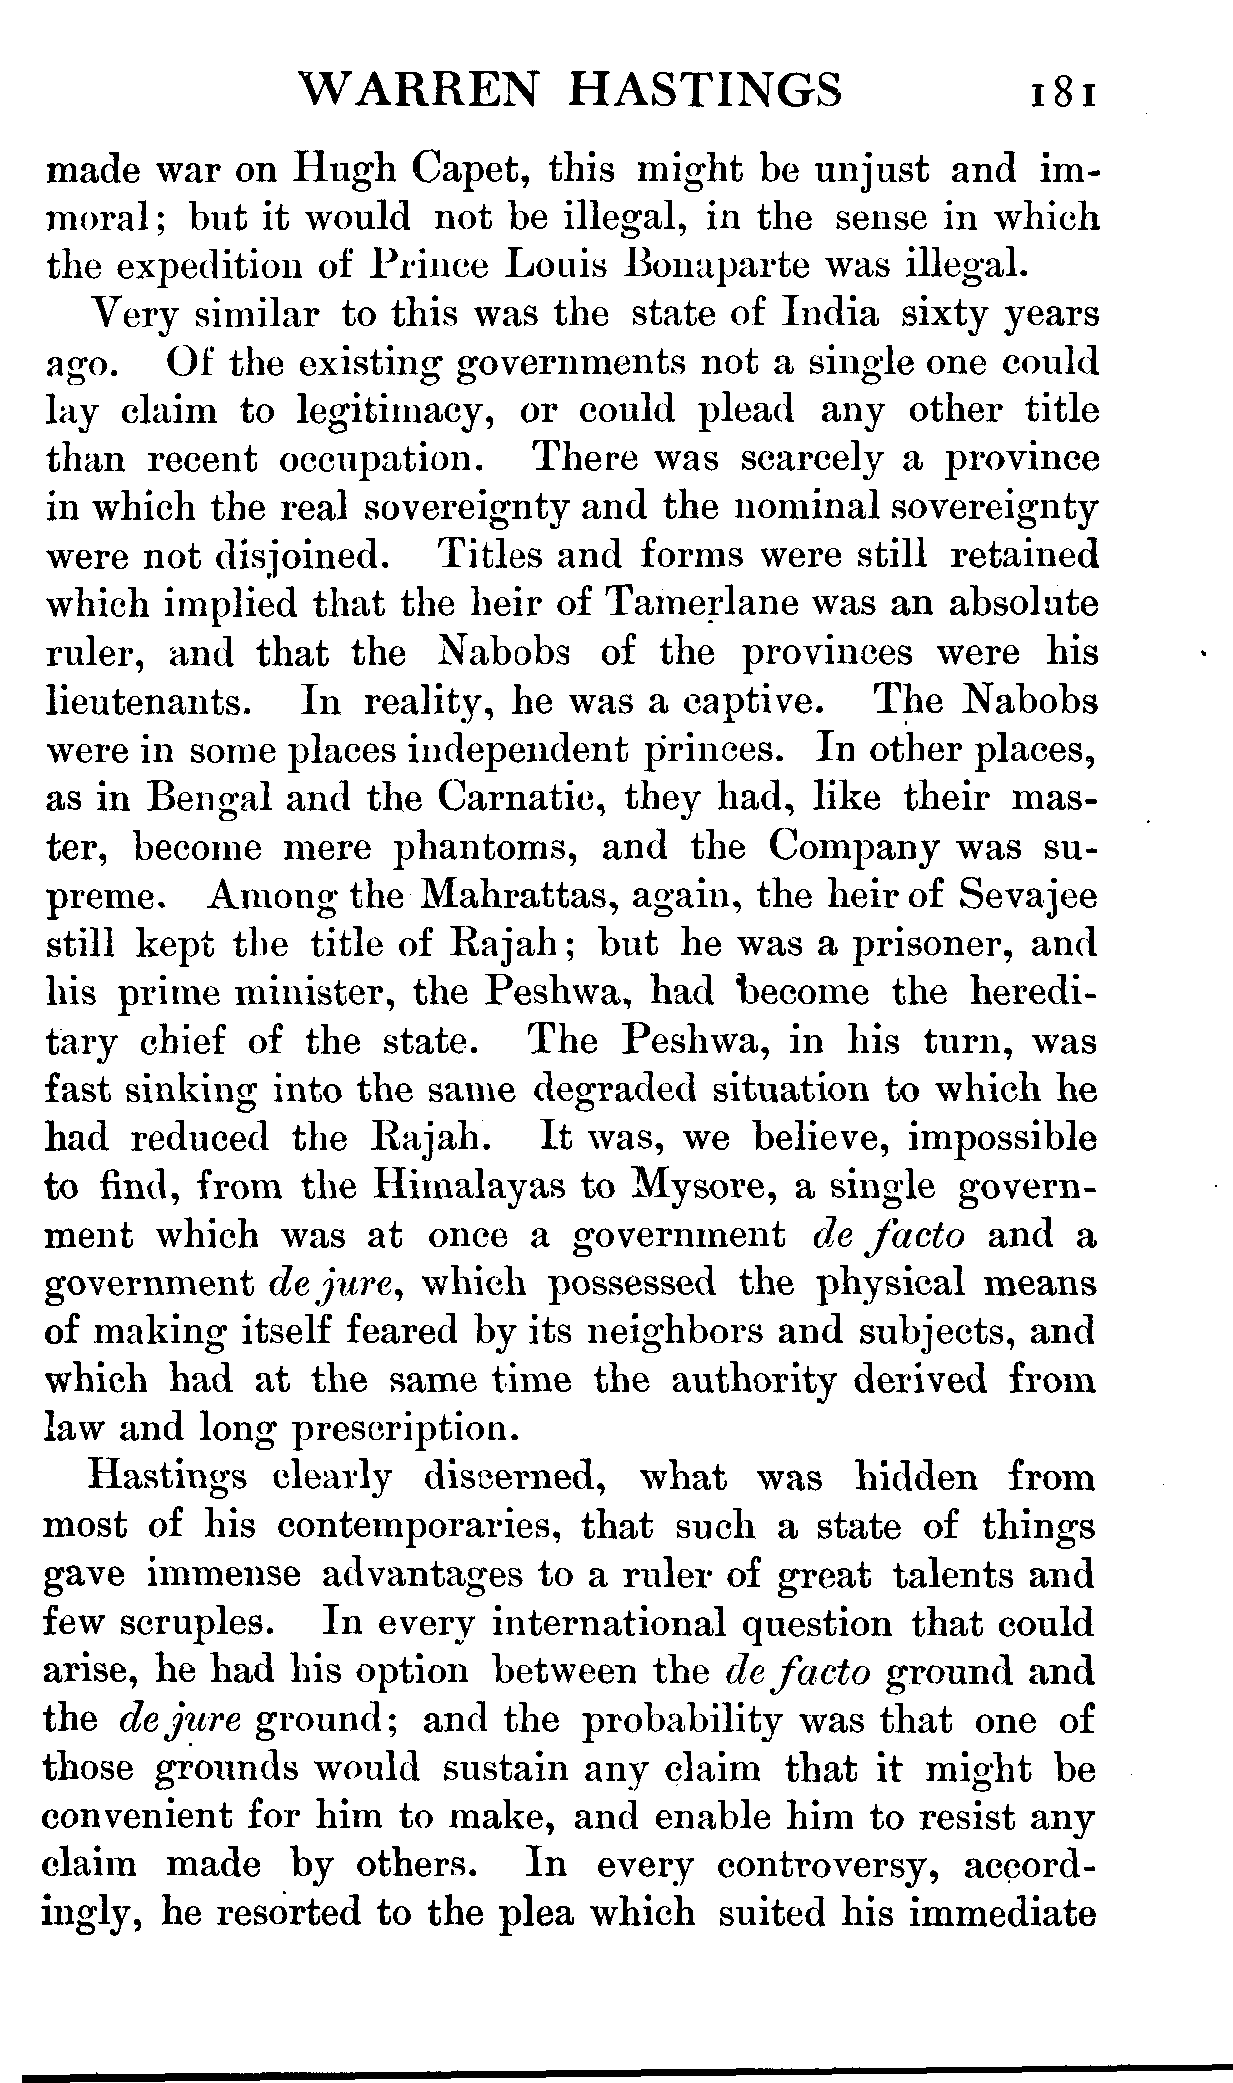 WARREN HASTINGS 181
made war on Hugh Capet, this might be unjust and im-
moral; but it would not be illegal, in the sense in which
the expedition of Prince Louis Bonaparte was illegal.
Very similar to this was the state of India sixty years
ago. Of the existing governments not a single one could
lay claim to legitimacy, or could plead any other title
than recent occupation. There was scarcely a province
in which the real sovereignty and the nominal sovereignty
were not disjoined. Titles and forms were still retained
which implied that the heir of Tamerlane was an absolute
ruler, and that the Nabobs of the provinces were his
lieutenants. In reality, he was a captive. The Nabobs
were in some places independent princes. In other places,
as in Bengal and the Carnatic, they had, like their mas-
ter, become mere phantoms, and the Company was su-
preme. Among the Mahrattas, again, the heir of Sevajee
still kept the title of Rajah; but he was a prisoner, and
his prime minister, the Peshwa, had become the heredi-
tary chief of the state. The Peshwa, in his turn, was
fast sinking into the same degraded situation to which he
had reduced the Rajah. It was, we believe, impossible
to find, from the Himalayas to Mysore, a single govern-
ment which was at once a government de facto and a
government de jure, which possessed the physical means
of making itself feared by its neighbors and subjects, and
which had at the same time the authority derived from
law and long prescription.
Hastings clearly discerned, what was hidden from
most of his contemporaries, that such a state of things
gave immense advantages to a ruler of great talents and
few scruples. In every international question that could
arise, he had his option between the de facto ground and
the de jure ground; and the probability was that one of
those grounds would sustain any claim that it might be
convenient for him to make, and enable him to resist any
claim made by others. In every controversy, accord-
ingly, he resorted to the plea which suited his immediate